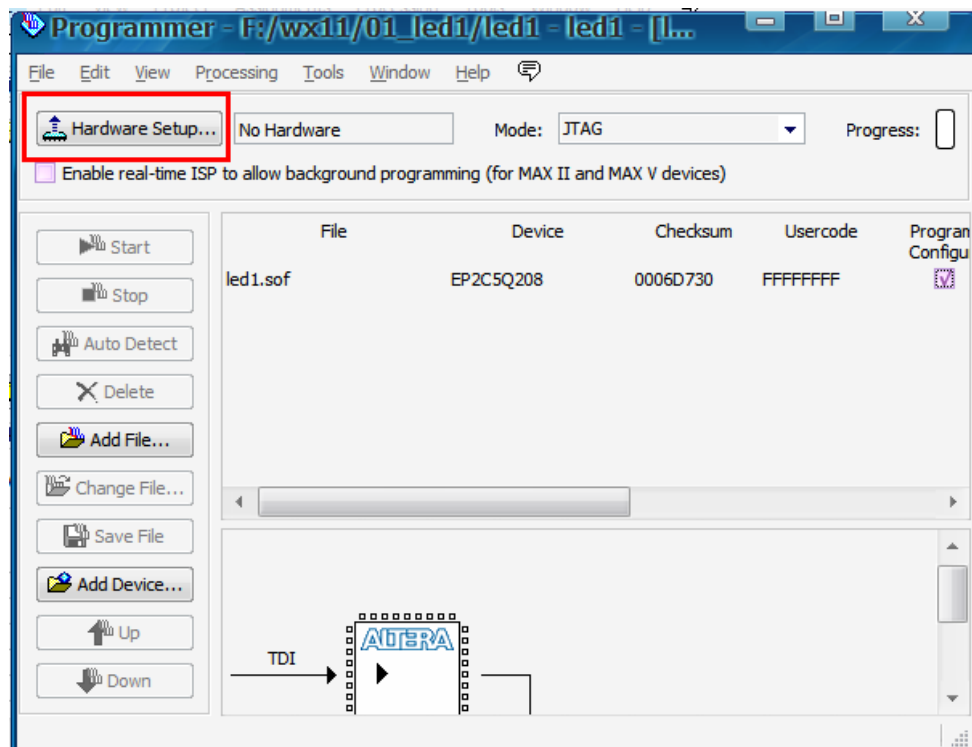 Programmer - F:/wx11/01_led1/led1 - led1 - [l...
File Edit View Processing Tools Window Help
Hardware Setup... No Hardware Mode: JTAG Progress:
Enable real-time ISP to allow background programming (for MAX II and MAX V devices)
Start
Stop
Auto Detect
Delete
Add File...
Change File...
Save File
Add Device...
Up
Down
File Device Checksum Usercode Program
Configu
led1.sof EP2C5Q208 0006D730 FFFFFFFF
ALTERA
TDI